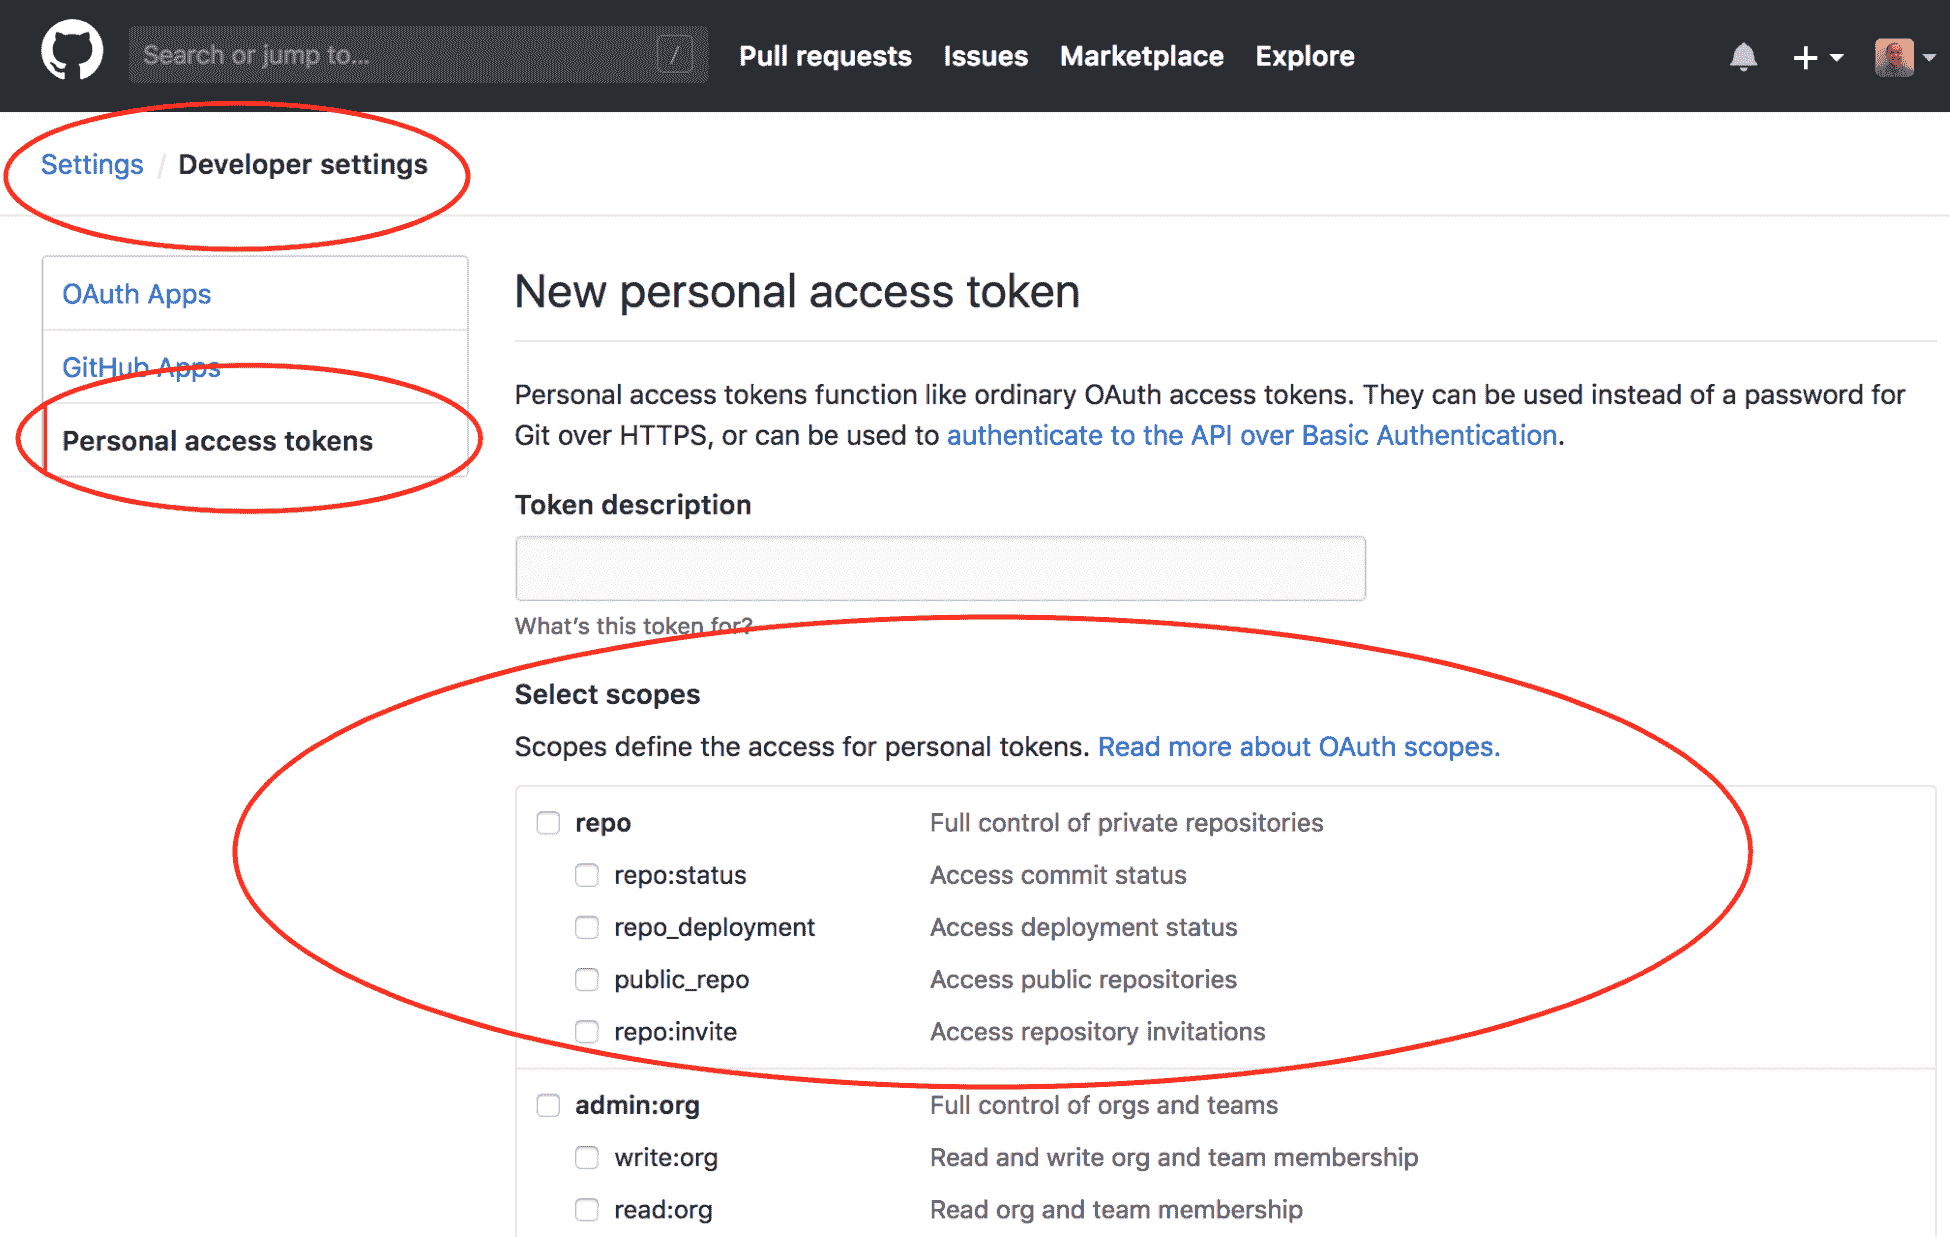 Search or jump to... / Pull requests Issues Marketplace Explore
Settings / Developer settings
OAuth Apps
GitHub Apps
Personal access tokens
New personal access token
Personal access tokens function like ordinary OAuth access tokens. They can be used instead of a password for
Git over HTTPS, or can be used to authenticate to the API over Basic Authentication.
Token description
What's this token for?
Select scopes
Scopes define the access for personal tokens. Read more about OAuth scopes.
repo Full control of private repositories
repo:status Access commit status
repo_deployment Access deployment status
public_repo Access public repositories
repo:invite Access repository invitations
admin:org Full control of orgs and teams
write:org Read and write org and team membership
read:org Read org and team membership